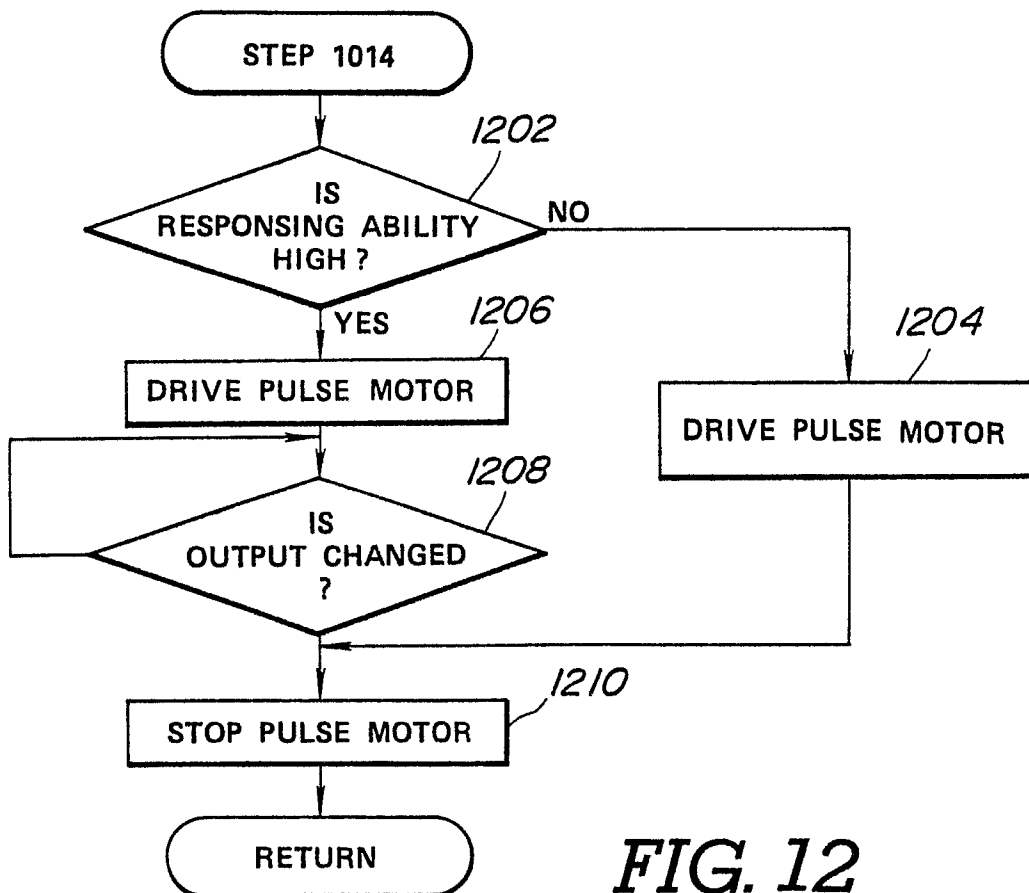 STEP 1014
1202
IS
RESPONSING ABILITY
HIGH ?
NO
YES
1206
DRIVE PULSE MOTOR
1204
DRIVE PULSE MOTOR
1208
IS
OUTPUT CHANGED
?
1210
STOP PULSE MOTOR
RETURN
FIG. 12